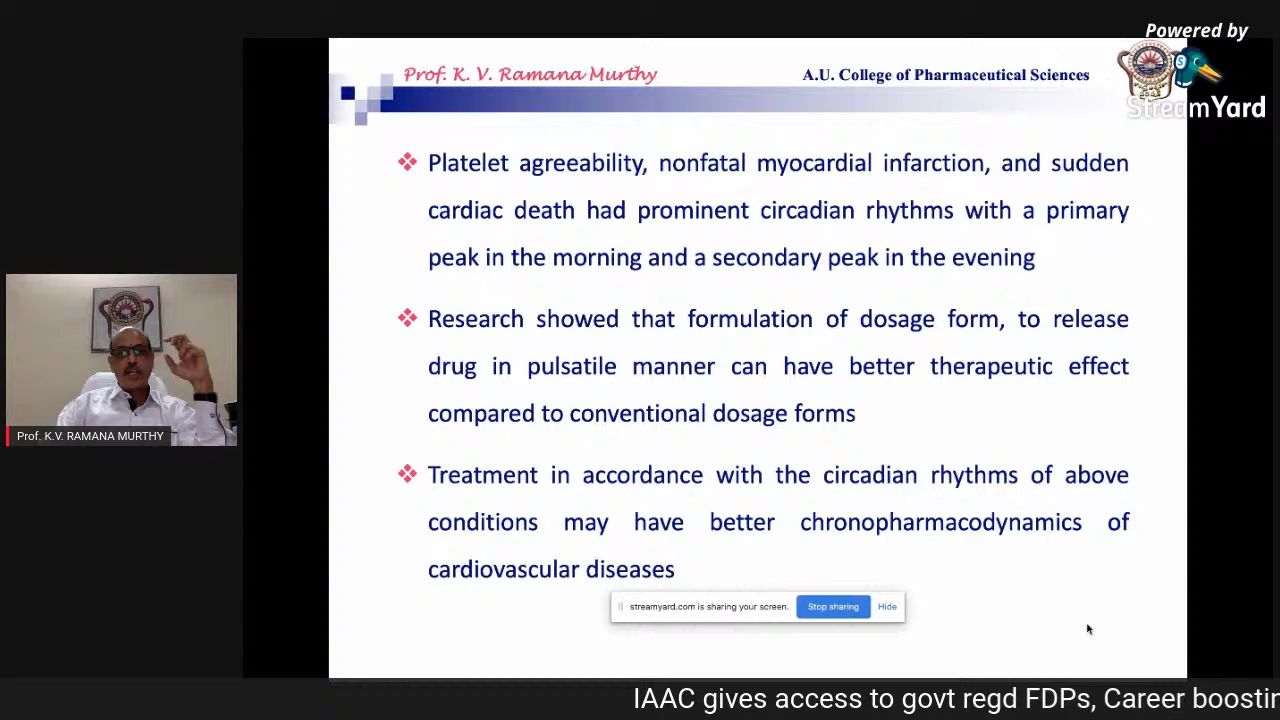 Powered by
StreamYard
Prof. K. V. Ramana Murthy
A.U. College of Pharmaceutical Sciences
Platelet agreeability, nonfatal myocardial infarction, and sudden
cardiac death had prominent circadian rhythms with a primary
peak in the morning and a secondary peak in the evening
Research showed that formulation of dosage form, to release
drug in pulsatile manner can have better therapeutic effect
compared to conventional dosage forms
Treatment in accordance with the circadian rhythms of above
conditions may have better chronopharmacodynamics of
cardiovascular diseases
Prof. K.V. RAMANA MURTHY
streamyard.com is sharing your screen. Stop sharing Hide
IAAC gives access to govt regd FDPs, Career boostin